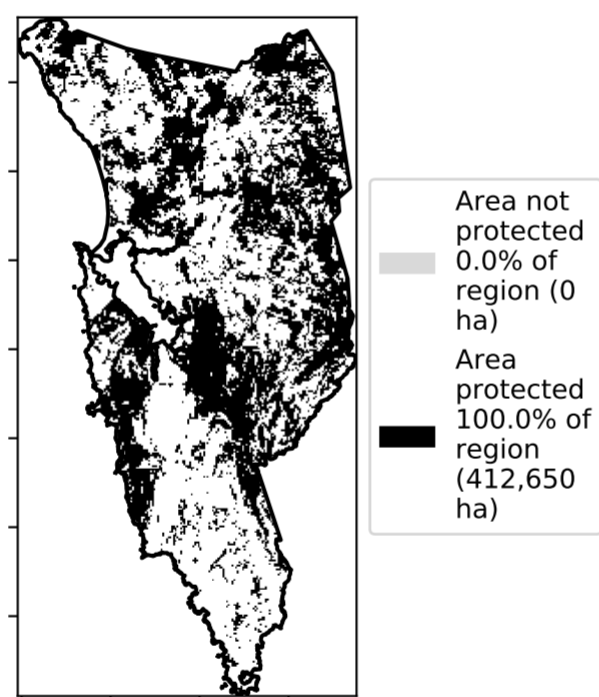 Area not
protected
0.0% of
region (0
ha)
Area
protected
100.0% of
region
(412,650
ha)